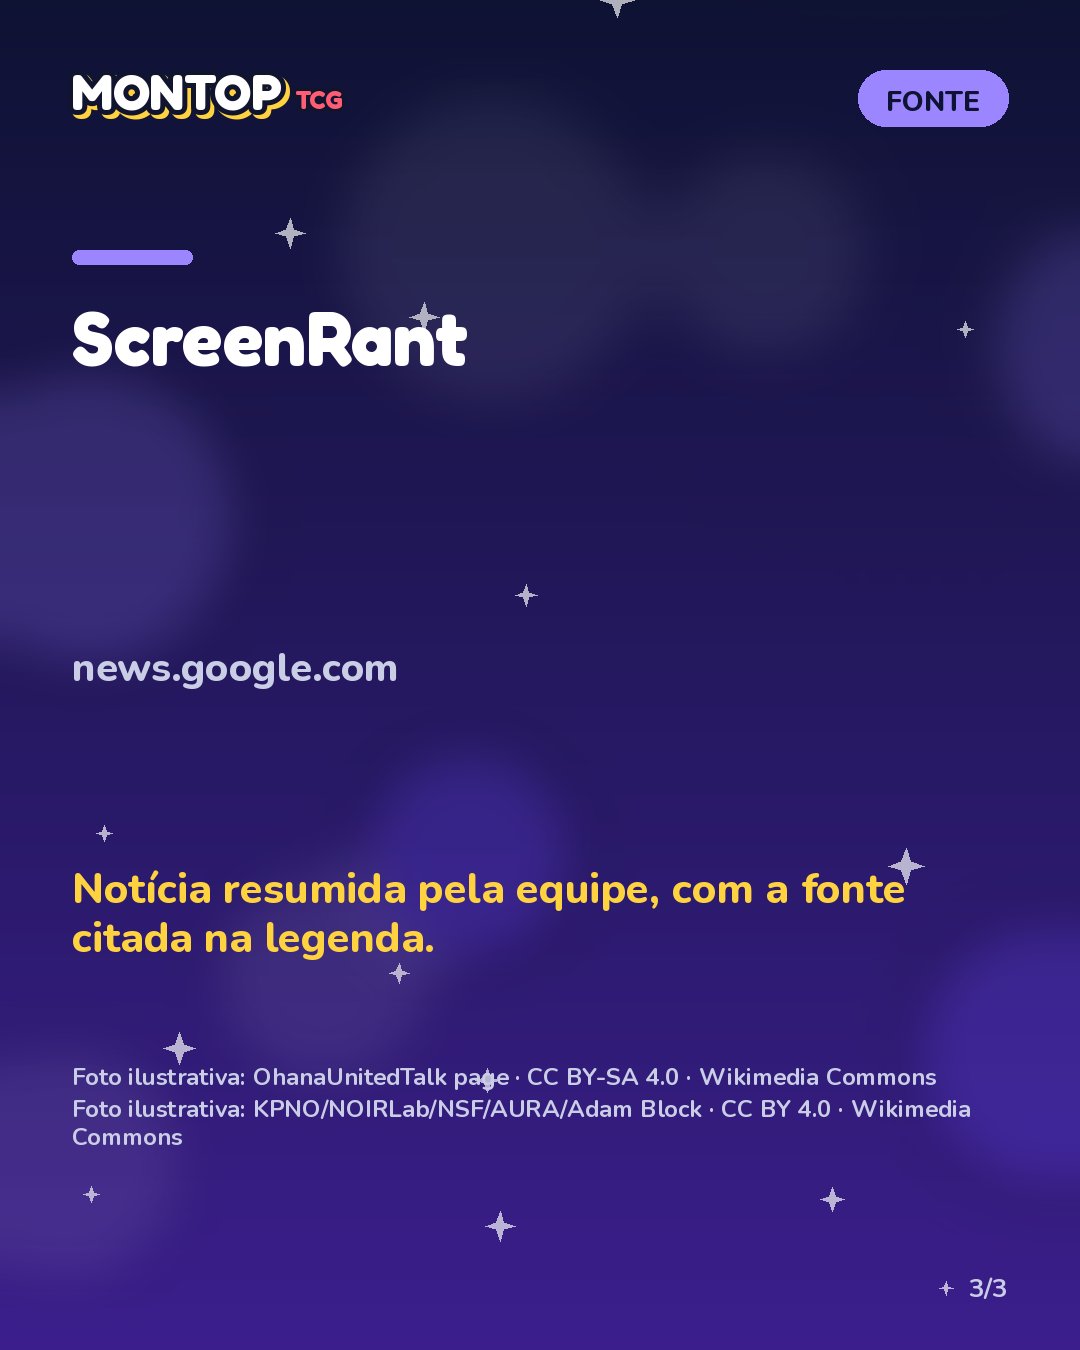 MONTOP TCG
FONTE
ScreenRant
news.google.com
Notícia resumida pela equipe, com a fonte
citada na legenda.
Foto ilustrativa: OhanaUnitedTalk page · CC BY-SA 4.0 · Wikimedia Commons
Foto ilustrativa: KPNO/NOIRLab/NSF/AURA/Adam Block · CC BY 4.0 · Wikimedia
Commons
3/3